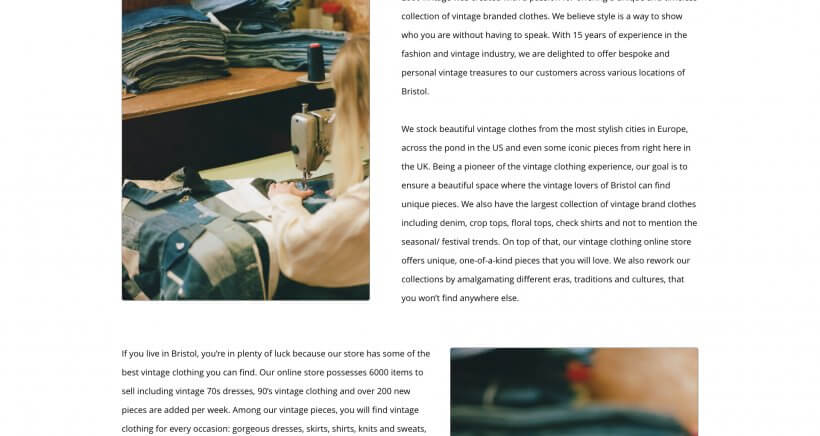 collection of vintage branded clothes. We believe style is a way to show
who you are without having to speak. With 15 years of experience in the
fashion and vintage industry, we are delighted to offer bespoke and
personal vintage treasures to our customers across various locations of
Bristol.
We stock beautiful vintage clothes from the most stylish cities in Europe,
across the pond in the US and even some iconic pieces from right here in
the UK. Being a pioneer of the vintage clothing experience, our goal is to
ensure a beautiful space where the vintage lovers of Bristol can find
unique pieces. We also have the largest collection of vintage brand clothes
including denim, crop tops, floral tops, check shirts and not to mention the
seasonal/ festival trends. On top of that, our vintage clothing online store
offers unique, one-of-a-kind pieces that you will love. We also rework our
collections by amalgamating different eras, traditions and cultures, that
you won't find anywhere else.
If you live in Bristol, you're in plenty of luck because our store has some of the
best vintage clothing you can find. Our online store possesses 6000 items to
sell including vintage 70s dresses, 90's vintage clothing and over 200 new
pieces are added per week. Among our vintage pieces, you will find vintage
clothing for every occasion: gorgeous dresses, skirts, shirts, knits and sweats,